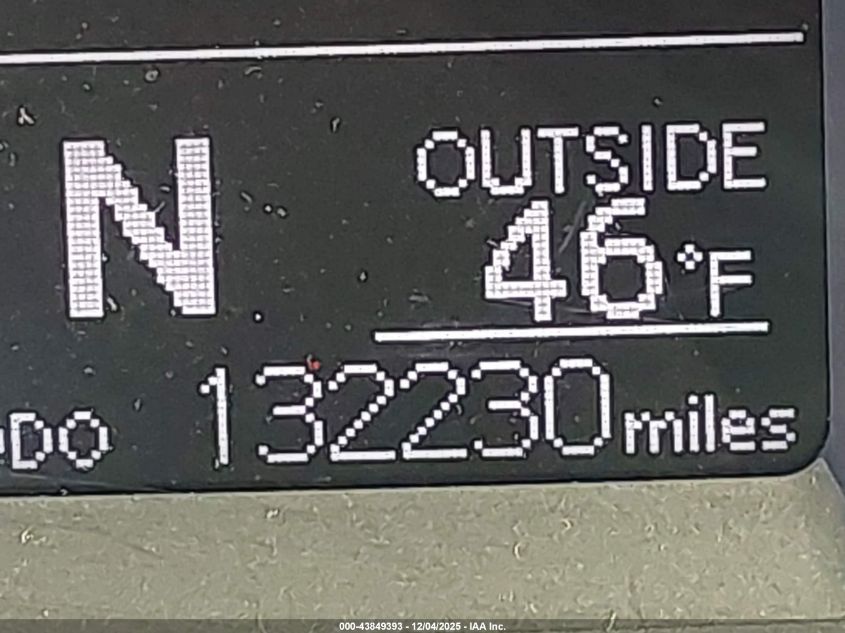 N
OUTSIDE
46°F
ODO 132230 miles
000-43849393 - 12/04/2025 - IAA Inc.